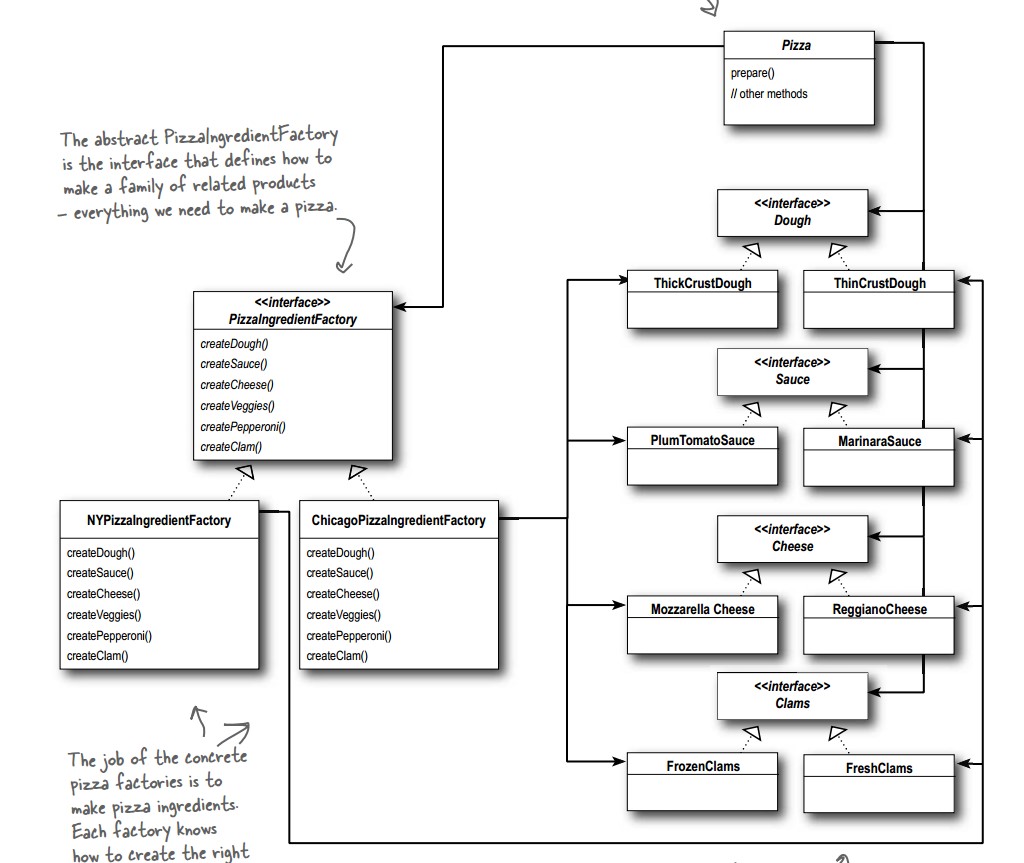 Pizza
prepare()
// other methods
The abstract PizzaIngredientFactory
is the interface that defines how to
make a family of related products
– everything we need to make a pizza.
<<interface>>
Dough
ThickCrustDough
ThinCrustDough
<<interface>>
PizzaIngredientFactory
createDough()
createSauce()
createCheese()
createVeggies()
createPepperoni()
createClam()
<<interface>>
Sauce
PlumTomatoSauce
MarinaraSauce
NYPizzaIngredientFactory
createDough()
createSauce()
createCheese()
createVeggies()
createPepperoni()
createClam()
ChicagoPizzaIngredientFactory
createDough()
createSauce()
createCheese()
createVeggies()
createPepperoni()
createClam()
<<interface>>
Cheese
Mozzarella Cheese
ReggianoCheese
<<interface>>
Clams
FrozenClams
FreshClams
The job of the concrete
pizza factories is to
make pizza ingredients.
Each factory knows
how to create the right